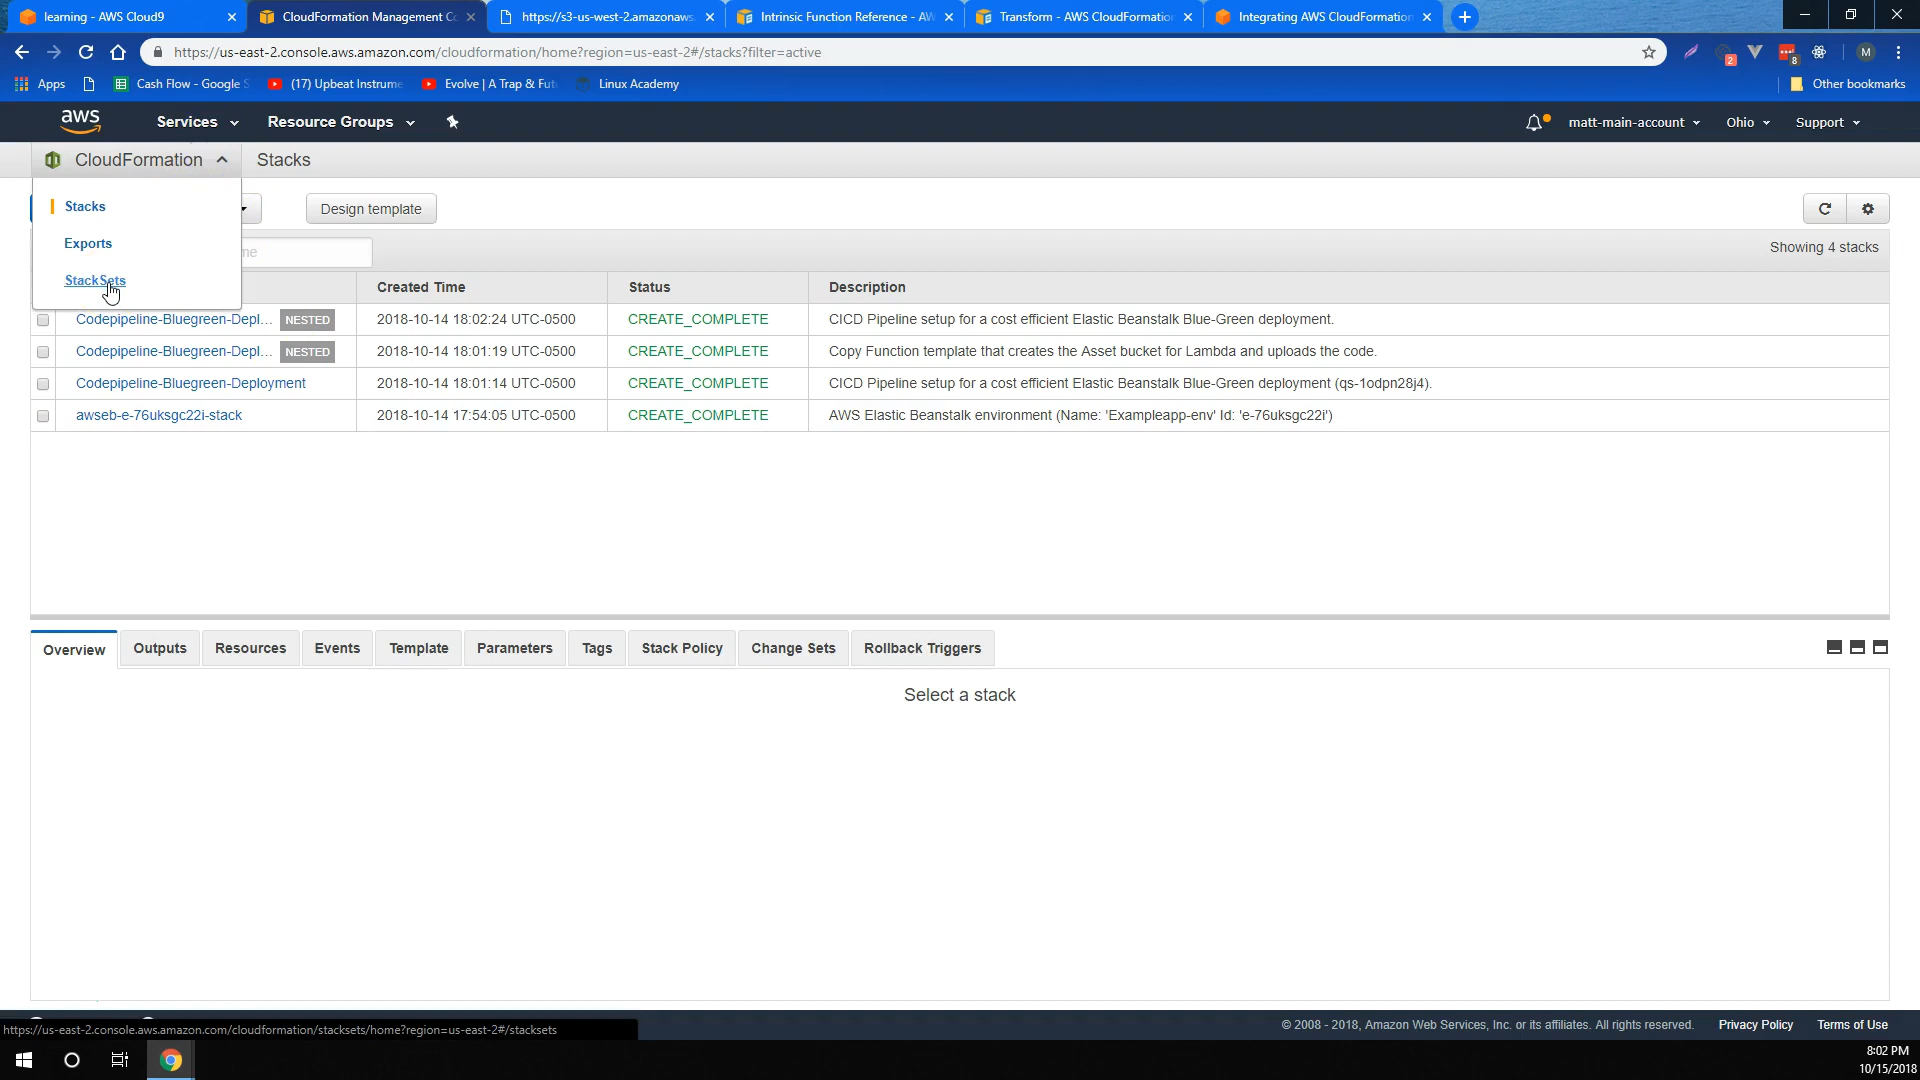 learning - AWS Cloud9
CloudFormation Management Co
https://s3-us-west-2.amazonaws.
Intrinsic Function Reference - AW
Transform - AWS CloudFormation
Integrating AWS CloudFormation
https://us-east-2.console.aws.amazon.com/cloudformation/home?region=us-east-2#/stacks?filter=active
2
8
M
Apps
Cash Flow - Google S
(17) Upbeat Instrume
Evolve | A Trap & Futu
Linux Academy
Other bookmarks
aws
Services
Resource Groups
matt-main-account
Ohio
Support
CloudFormation
Stacks
Stacks
Exports
StackSets
Design template
me
Showing 4 stacks
Created Time
Status
Description
Codepipeline-Bluegreen-Depl... NESTED 2018-10-14 18:02:24 UTC-0500 CREATE_COMPLETE CICD Pipeline setup for a cost efficient Elastic Beanstalk Blue-Green deployment.
Codepipeline-Bluegreen-Depl... NESTED 2018-10-14 18:01:19 UTC-0500 CREATE_COMPLETE Copy Function template that creates the Asset bucket for Lambda and uploads the code.
Codepipeline-Bluegreen-Deployment 2018-10-14 18:01:14 UTC-0500 CREATE_COMPLETE CICD Pipeline setup for a cost efficient Elastic Beanstalk Blue-Green deployment (qs-1odpn28j4).
awseb-e-76uksgc22i-stack 2018-10-14 17:54:05 UTC-0500 CREATE_COMPLETE AWS Elastic Beanstalk environment (Name: 'Exampleapp-env' Id: 'e-76uksgc22i')
Overview
Outputs
Resources
Events
Template
Parameters
Tags
Stack Policy
Change Sets
Rollback Triggers
Select a stack
https://us-east-2.console.aws.amazon.com/cloudformation/stacksets/home?region=us-east-2#/stacksets
© 2008 - 2018, Amazon Web Services, Inc. or its affiliates. All rights reserved.
Privacy Policy
Terms of Use
8:02 PM
10/15/2018